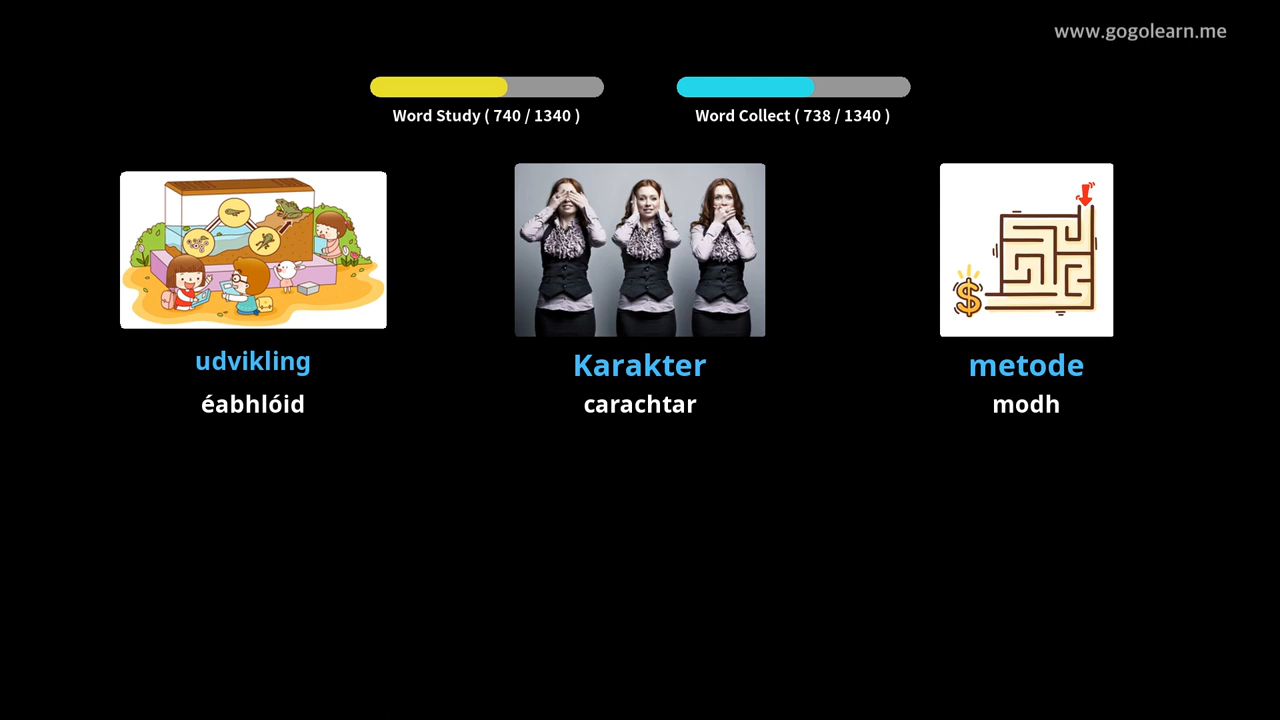 www.gogolearn.me
Word Study ( 740 / 1340 )
Word Collect ( 738 / 1340 )
udvikling
éabhlóid
Karakter
carachtar
metode
modh